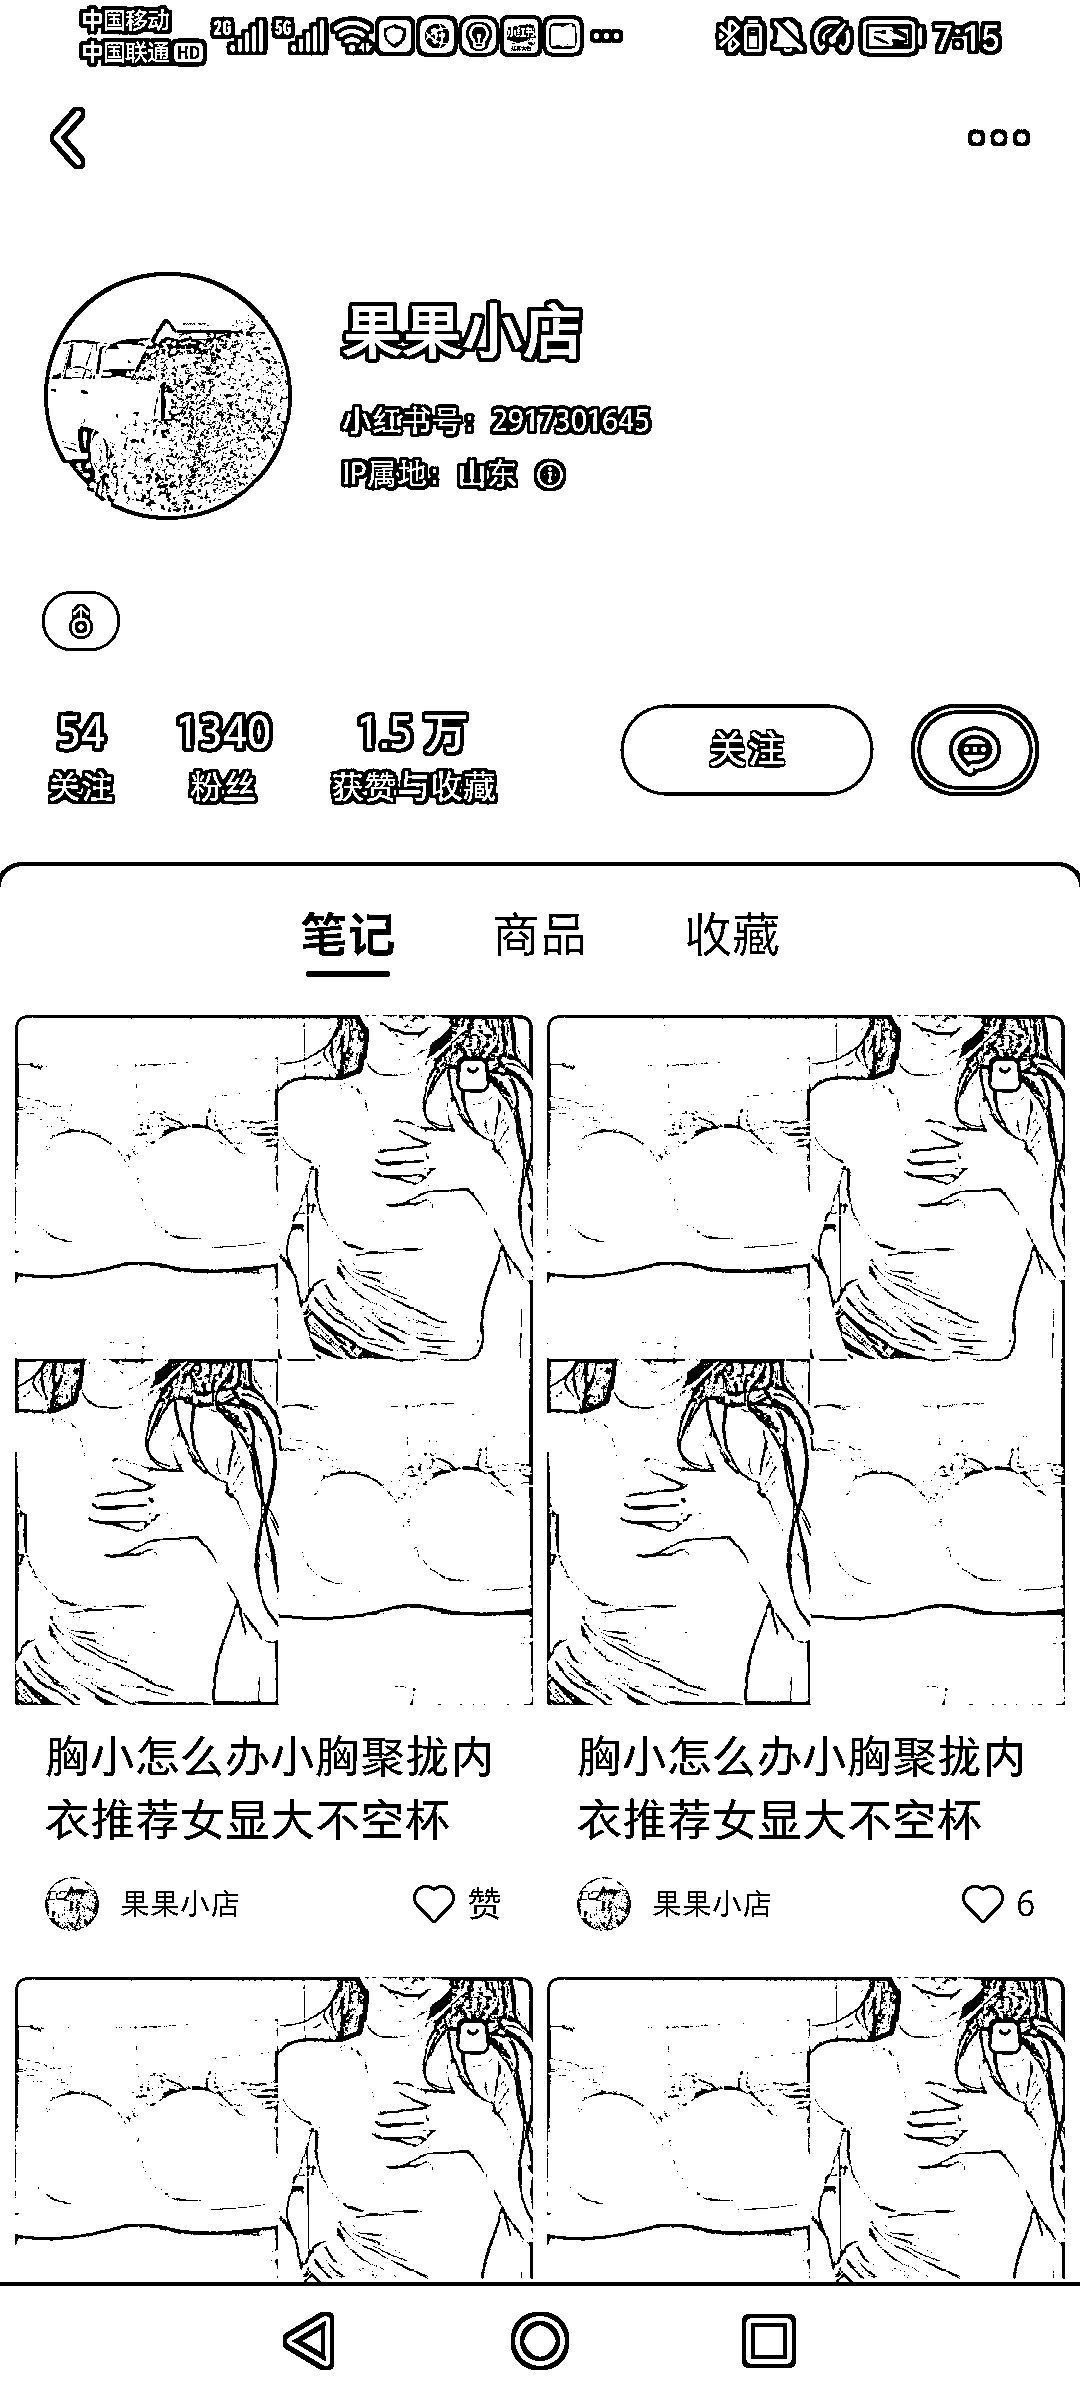 中国移动
中国联通 HD
2G
5G
7:15
果果小店
小红书号：2917301645
IP属地：山东
54 1340 1.5 万
关注 粉丝 获赞与收藏
关注
笔记 商品 收藏
胸小怎么办小胸聚拢内
衣推荐女显大不空杯
果果小店 赞
胸小怎么办小胸聚拢内
衣推荐女显大不空杯
果果小店 6